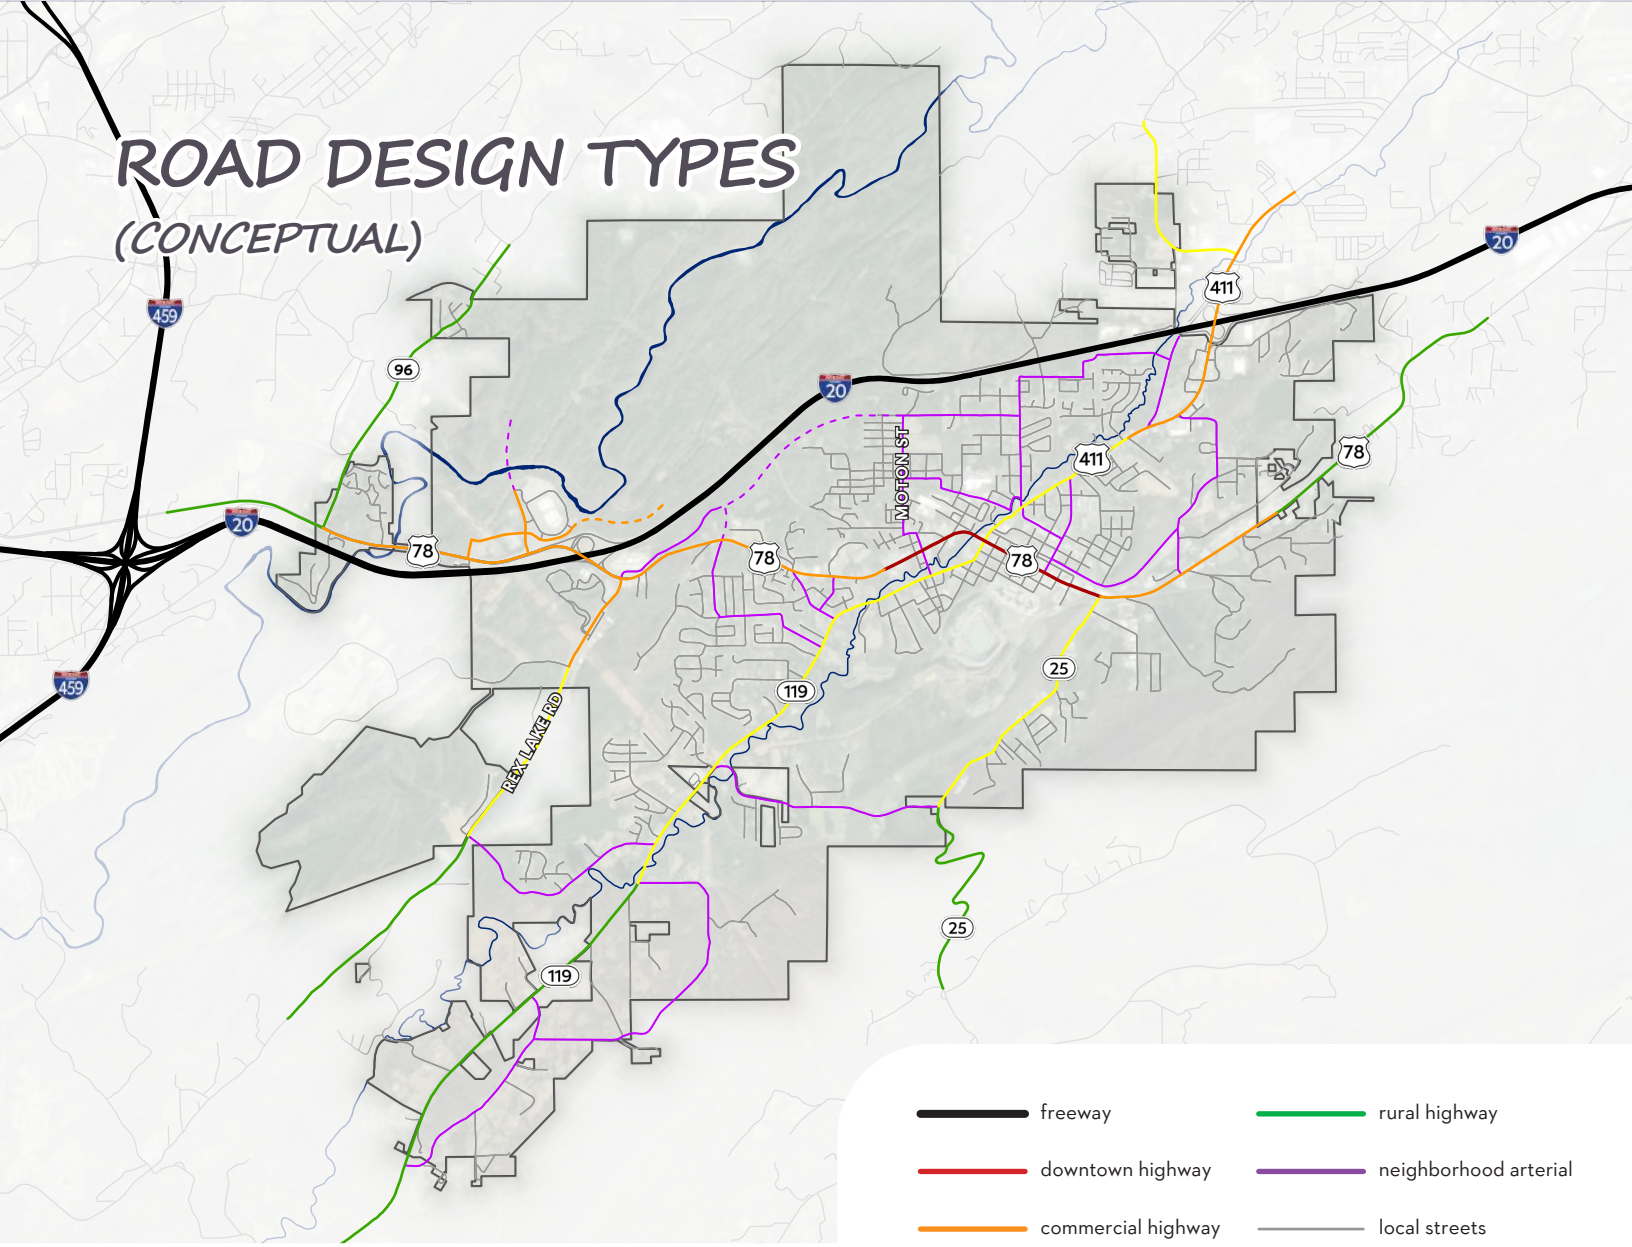 ROAD DESIGN TYPES
(CONCEPTUAL)
20
411
459
96
20
78
MOTON ST
411
20
78
78
78
459
119
25
REX LAKE RD
25
119
freeway
rural highway
downtown highway
neighborhood arterial
commercial highway
local streets